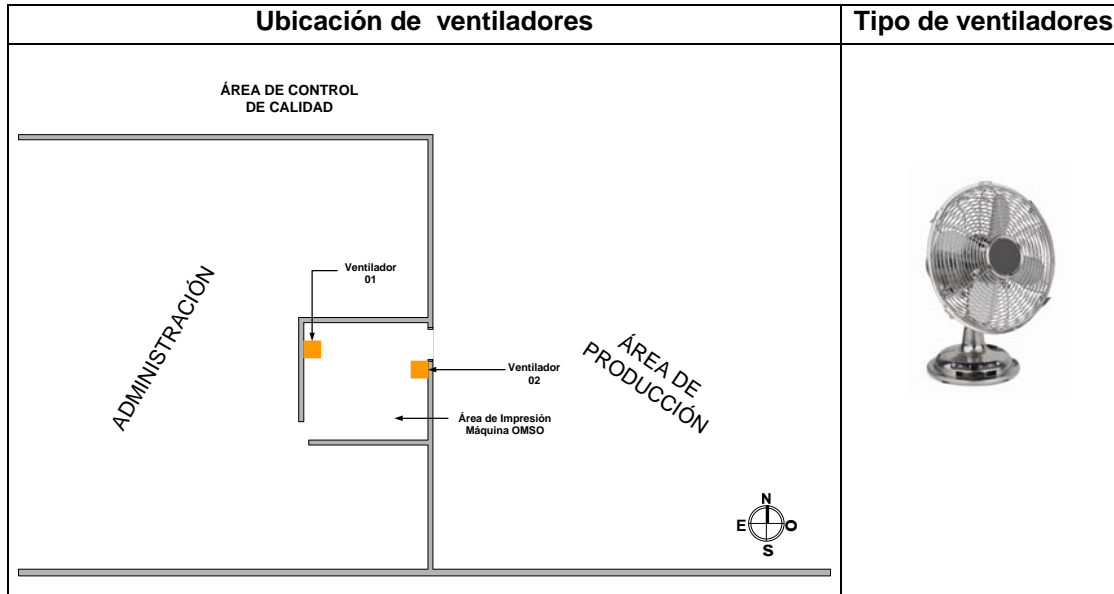 Ubicación de ventiladores
Tipo de ventiladores
ÁREA DE CONTROL
DE CALIDAD
ADMINISTRACIÓN
Ventilador
01
Ventilador
02
Área de Impresión
Máquina OMSO
ÁREA DE
PRODUCCIÓN
N
E O
S